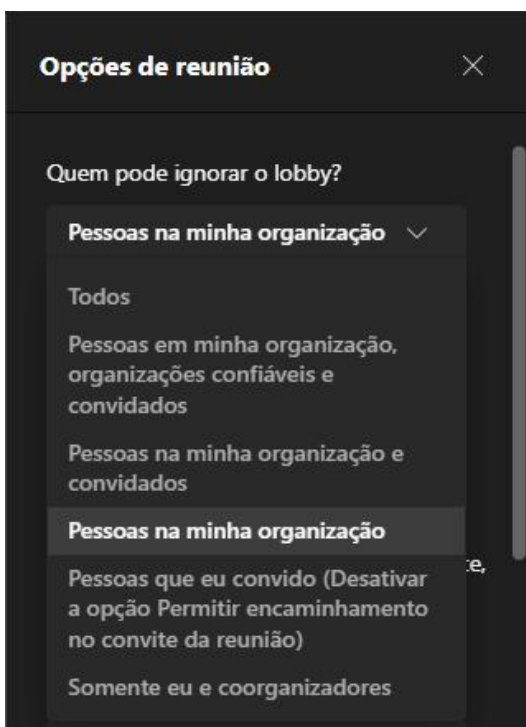 Opções de reunião
Quem pode ignorar o lobby?
Pessoas na minha organização
Todos
Pessoas em minha organização,
organizações confiáveis e
convidados
Pessoas na minha organização e
convidados
Pessoas na minha organização
Pessoas que eu convido (Desativar
a opção Permitir encaminhamento
no convite da reunião)
Somente eu e coorganizadores